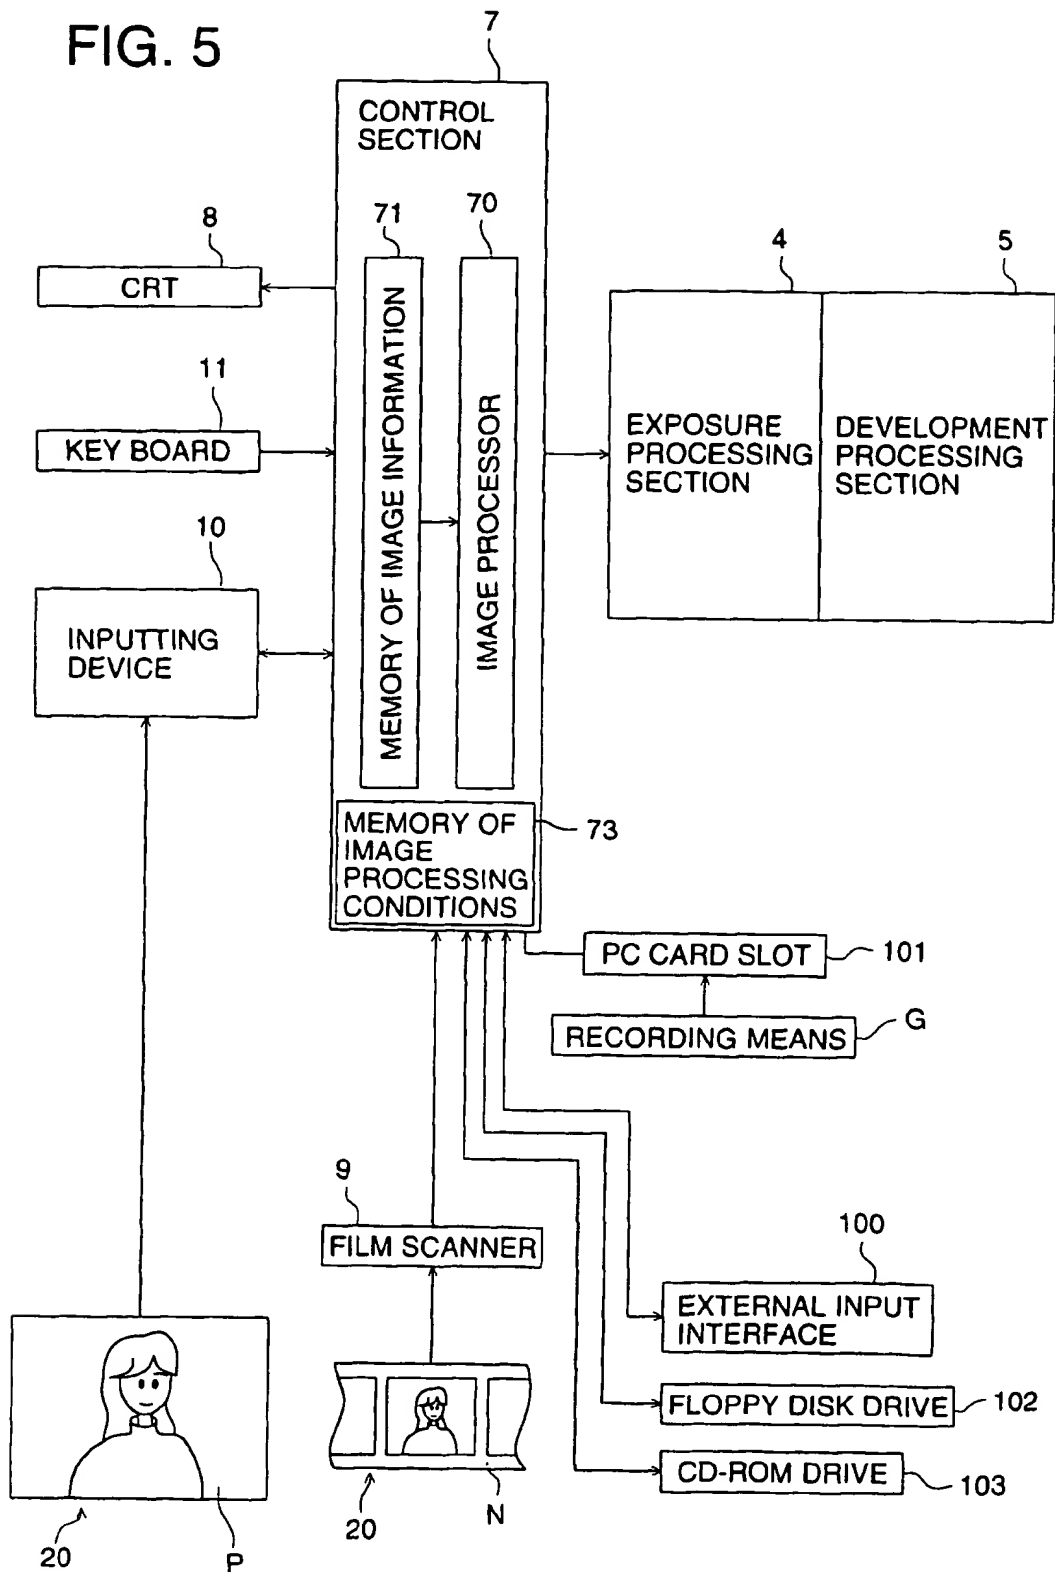 FIG. 5
7
CONTROL
SECTION
71
70
MEMORY OF IMAGE INFORMATION
IMAGE PROCESSOR
8
CRT
11
KEY BOARD
10
INPUTTING
DEVICE
4
5
EXPOSURE
PROCESSING
SECTION
DEVELOPMENT
PROCESSING
SECTION
MEMORY OF
IMAGE
PROCESSING
CONDITIONS
73
PC CARD SLOT
101
RECORDING MEANS
G
9
FILM SCANNER
100
EXTERNAL INPUT
INTERFACE
FLOPPY DISK DRIVE
102
CD-ROM DRIVE
103
20
P
20
N